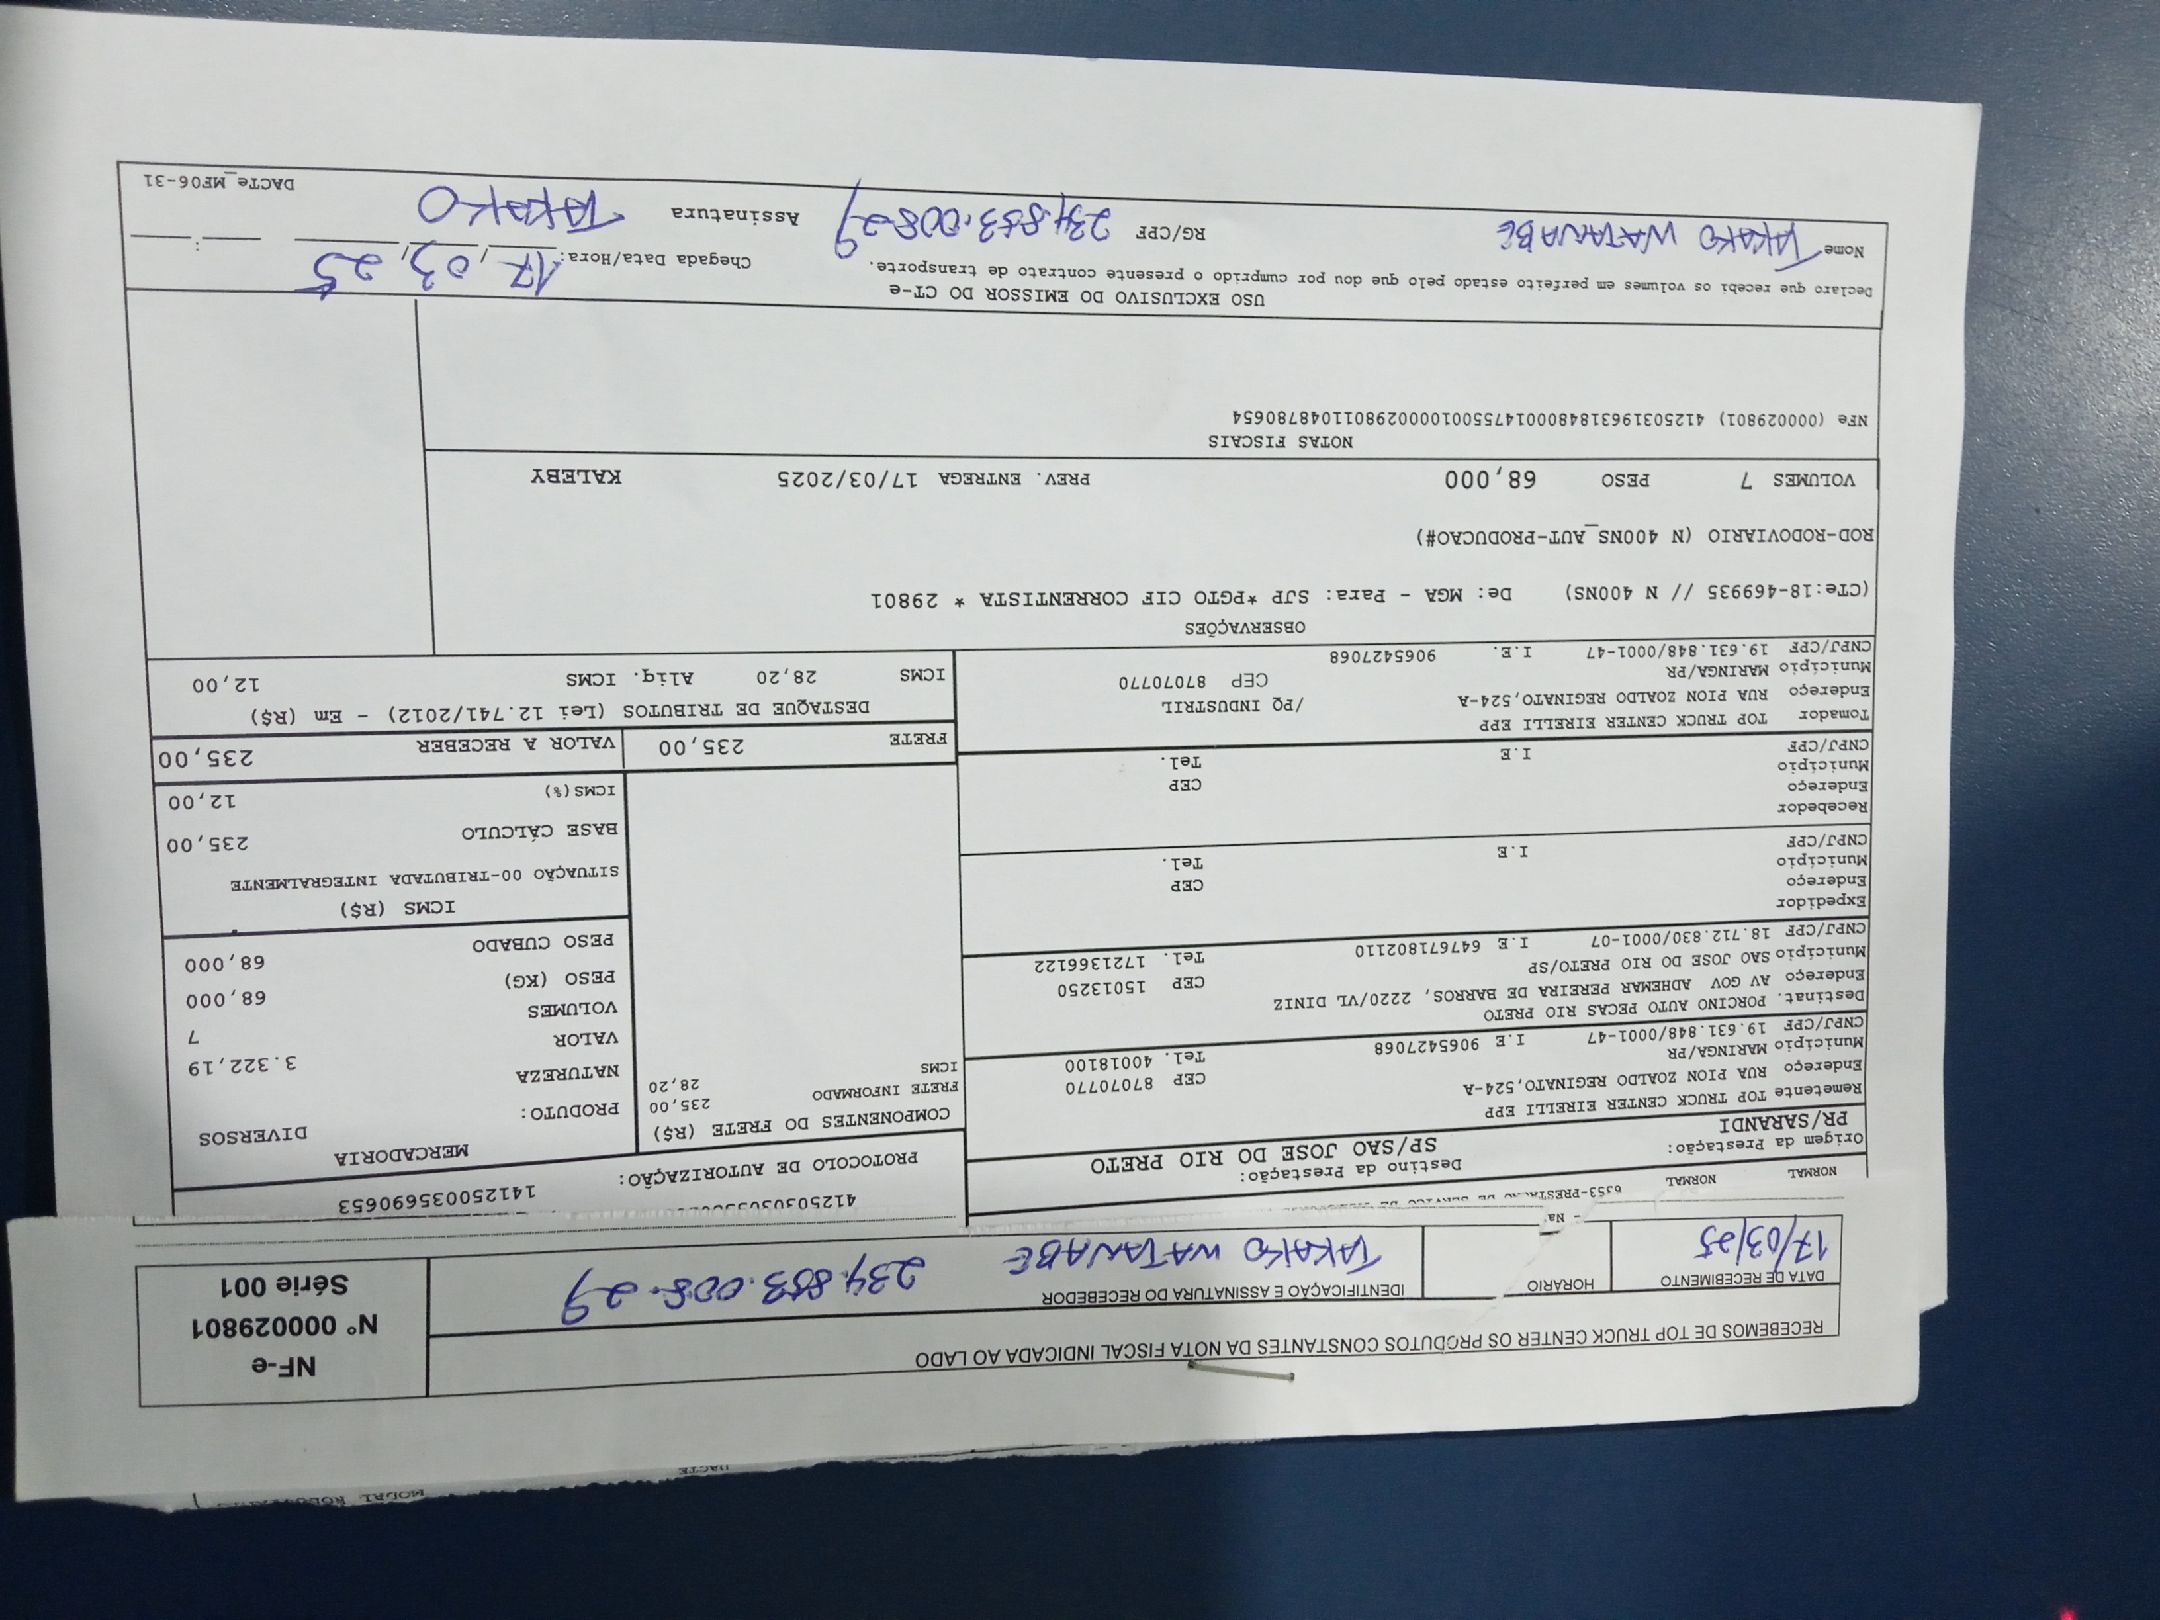 MODAL
DACTE
RECEBEMOS DE TOP TRUCK CENTER OS PRODUTOS CONSTANTES DA NOTA FISCAL INDICADA AO LADO
DATA DE RECEBIMENTO
17/03/25
HORÁRIO
IDENTIFICAÇÃO E ASSINATURA DO RECEBEDOR
TAKAKO WATANABE 234.853.008-29
NF-e
Nº 000029801
Série 001
NORMAL NORMAL
Origem da Prestação:
PR/SARANDI
Destino da Prestação:
SP/SAO JOSE DO RIO PRETO
PROTOCOLO DE AUTORIZAÇÃO: 141250035690653
Remetente TOP TRUCK CENTER EIRELLI EPP
Endereço RUA PION ZOALDO REGINATO,524-A CEP 87070770
Município MARINGA/PR Tel. 40018100
CNPJ/CPF 19.631.848/0001-47 I.E 9065427068
Destinat. PORCINO AUTO PECAS RIO PRETO
Endereço AV GOV ADHEMAR PEREIRA DE BARROS, 2220/VL DINIZ CEP 15013250
Município SAO JOSE DO RIO PRETO/SP Tel. 1721366122
CNPJ/CPF 18.712.830/0001-07 I.E 647671802110
Expedidor
Endereço CEP
Município Tel.
CNPJ/CPF I.E
Recebedor
Endereço CEP
Município Tel.
CNPJ/CPF I.E
Tomador TOP TRUCK CENTER EIRELLI EPP
Endereço RUA PION ZOALDO REGINATO,524-A /PQ INDUSTRIL
Município MARINGA/PR CEP 87070770
CNPJ/CPF 19.631.848/0001-47 I.E. 9065427068
COMPONENTES DO FRETE (R$)
FRETE INFORMADO 235,00
ICMS 28,20
FRETE 235,00
MERCADORIA
PRODUTO: DIVERSOS
NATUREZA
VALOR 3.322,19
VOLUMES 7
PESO (KG) 68,000
PESO CUBADO 68,000
ICMS (R$)
SITUAÇÃO 00-TRIBUTADA INTEGRALMENTE
BASE CÁLCULO 235,00
ICMS(%) 12,00
VALOR A RECEBER 235,00
DESTAQUE DE TRIBUTOS (Lei 12.741/2012) - Em (R$)
ICMS 28,20 Aliq. ICMS 12,00
OBSERVAÇÕES
(CTe:18-469935 // N 400NS) De: MGA - Para: SJP *PGTO CIF CORRENTISTA * 29801
ROD-RODOVIARIO (N 400NS_AUT-PRODUCAO#)
VOLUMES 7 PESO 68,000 PREV. ENTREGA 17/03/2025 KALEBY
NOTAS FISCAIS
NFe (000029801) 41250319631848000147550010000298011048780654
USO EXCLUSIVO DO EMISSOR DO CT-e
Declaro que recebi os volumes em perfeito estado pelo que dou por cumprido o presente contrato de transporte.
Chegada Data/Hora: 17/03/25 __:__
Nome TAKAKO WATANABE RG/CPF 234.853.008-29 Assinatura TAKAKO
DACTe_MF06-31